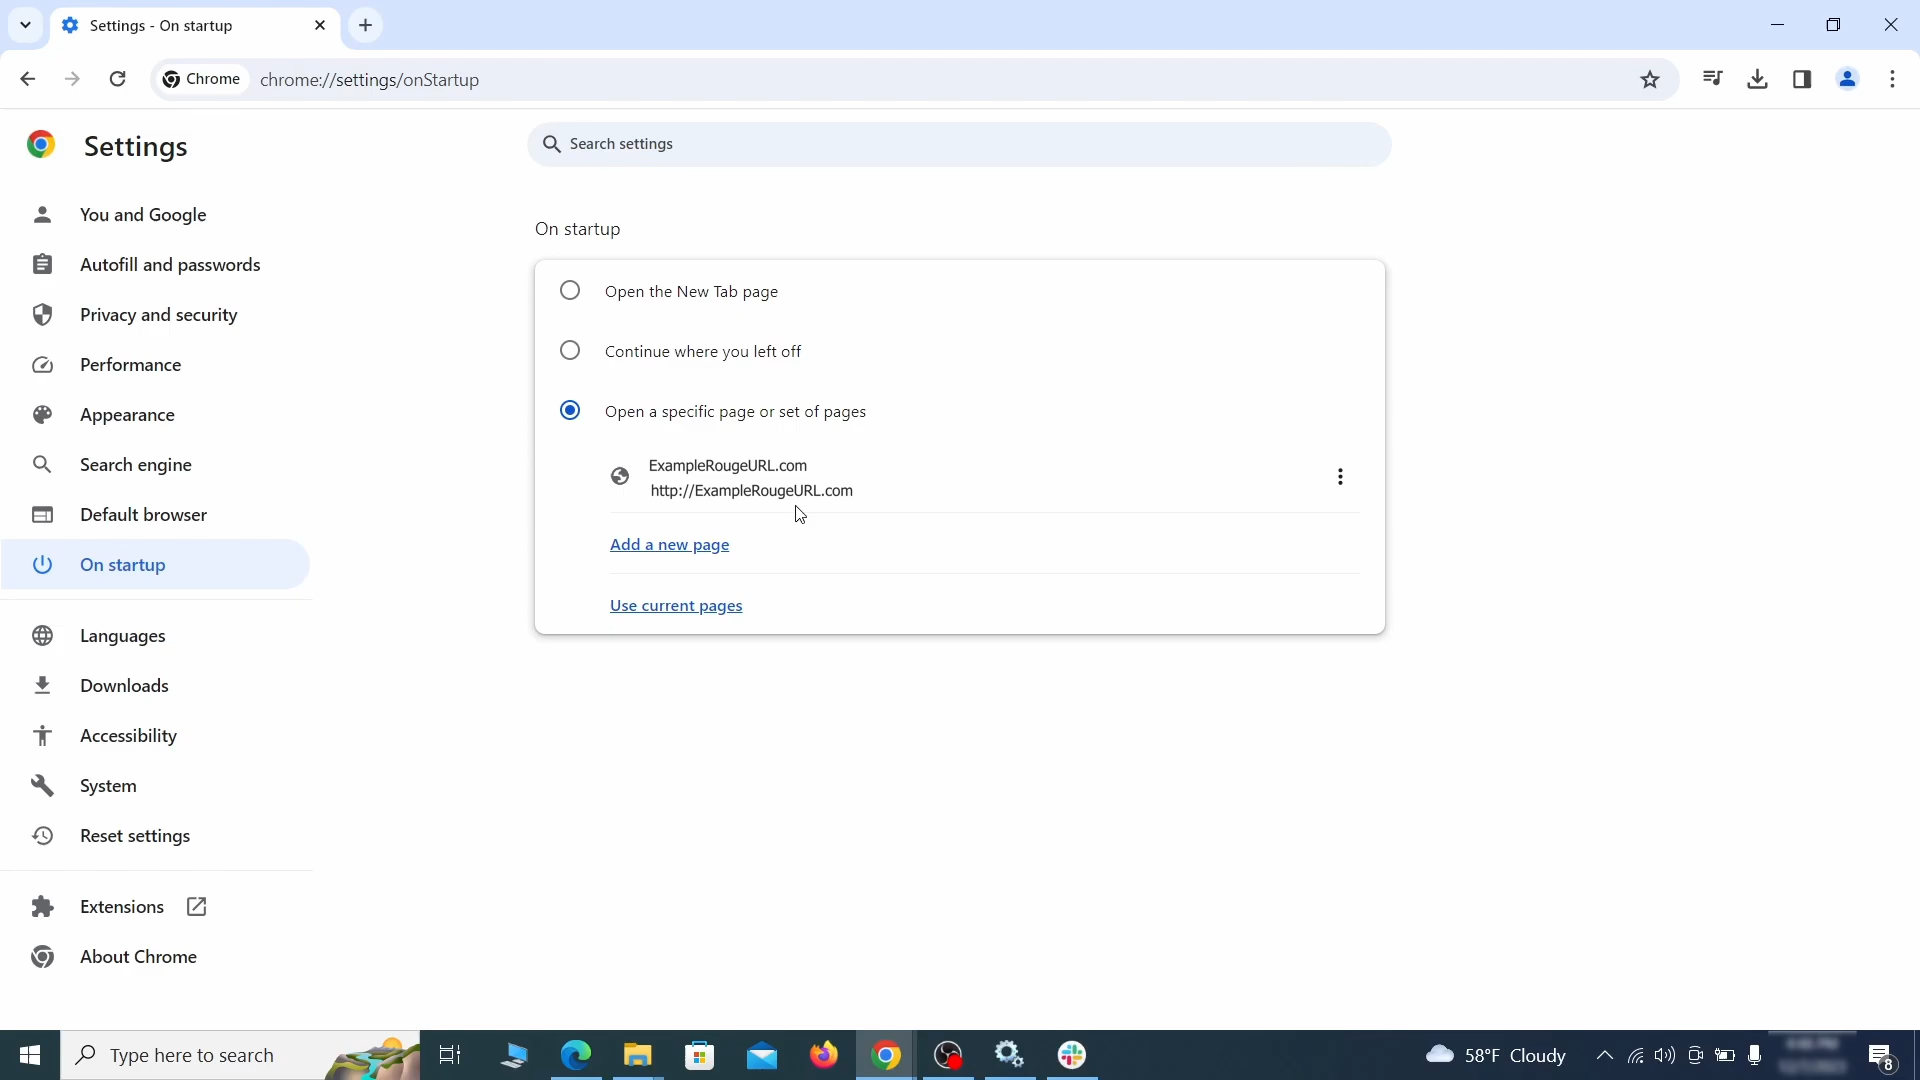 Settings - On startup
Chrome
chrome://settings/onStartup
Settings
Search settings
You and Google
Autofill and passwords
Privacy and security
Performance
Appearance
Search engine
Default browser
On startup
Languages
Downloads
Accessibility
System
Reset settings
Extensions
About Chrome
On startup
Open the New Tab page
Continue where you left off
Open a specific page or set of pages
ExampleRougeURL.com
http://ExampleRougeURL.com
Add a new page
Use current pages
Type here to search
58°F Cloudy
8